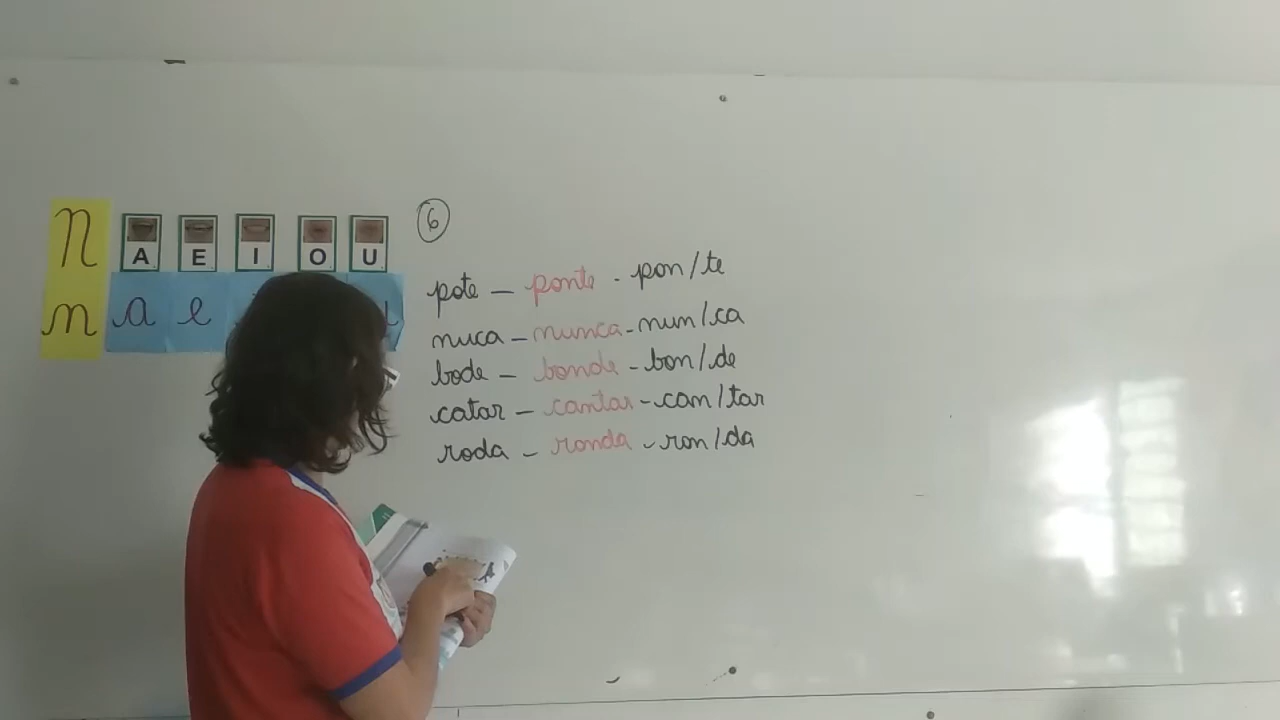 N A E I O U
n a e u
6
pote – ponte - pon/te
nuca – nunca - nun/ca
bode – bonde - bon/de
catar – cantar - can/tar
roda – ronda - ron/da